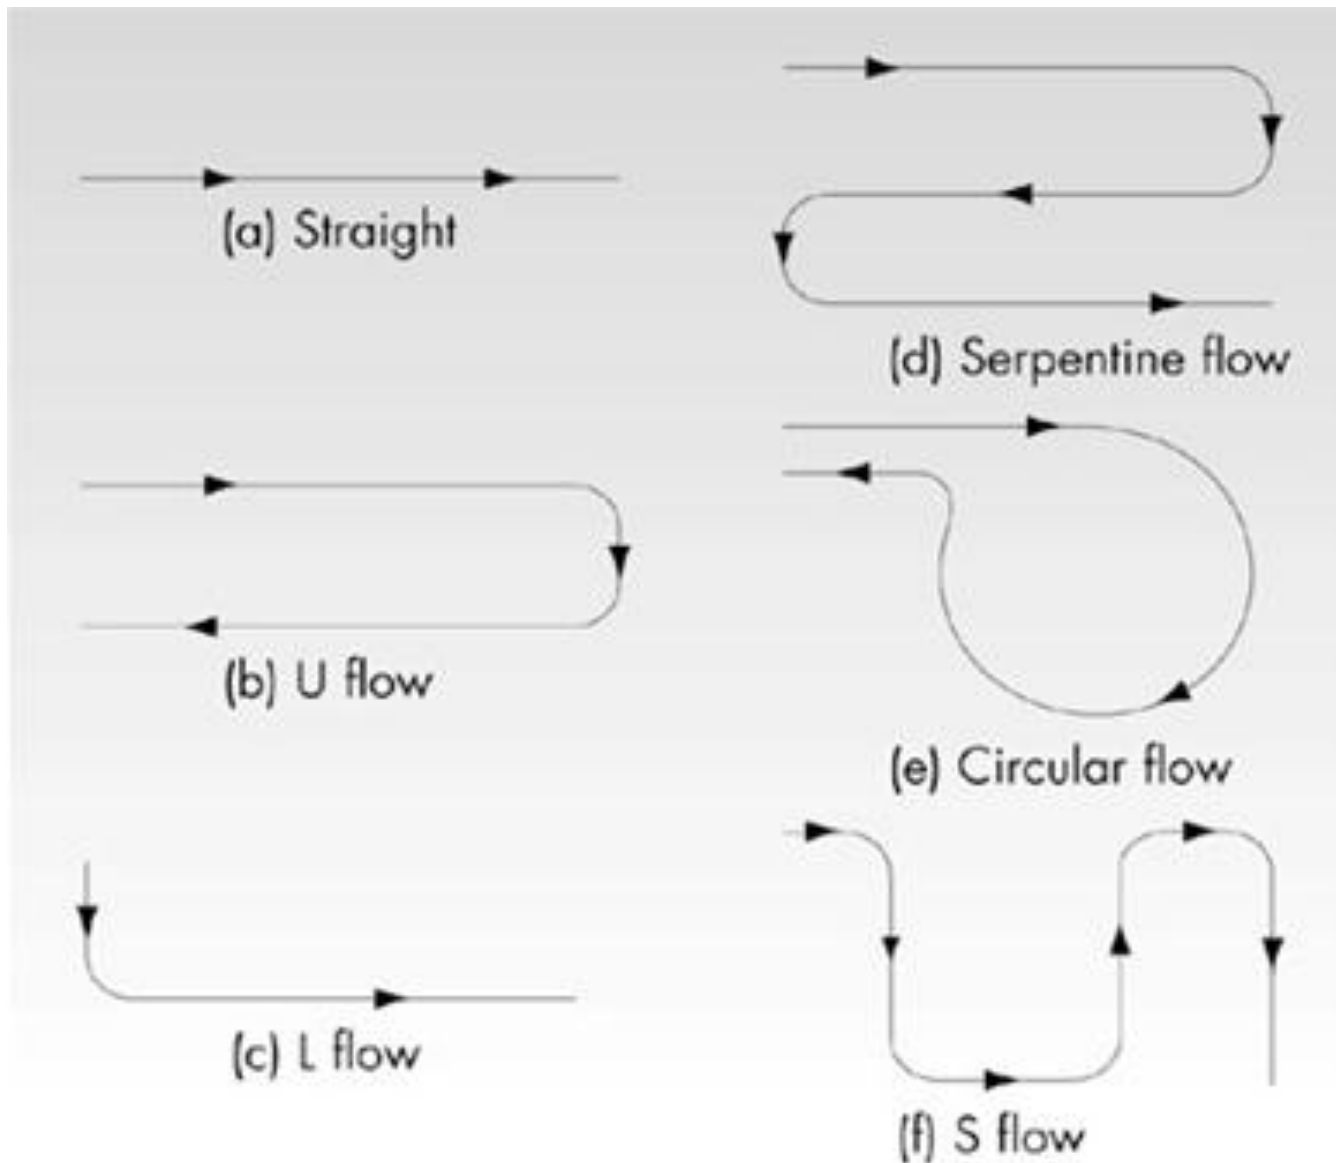 (a) Straight
(b) U flow
(c) L flow
(d) Serpentine flow
(e) Circular flow
(f) S flow